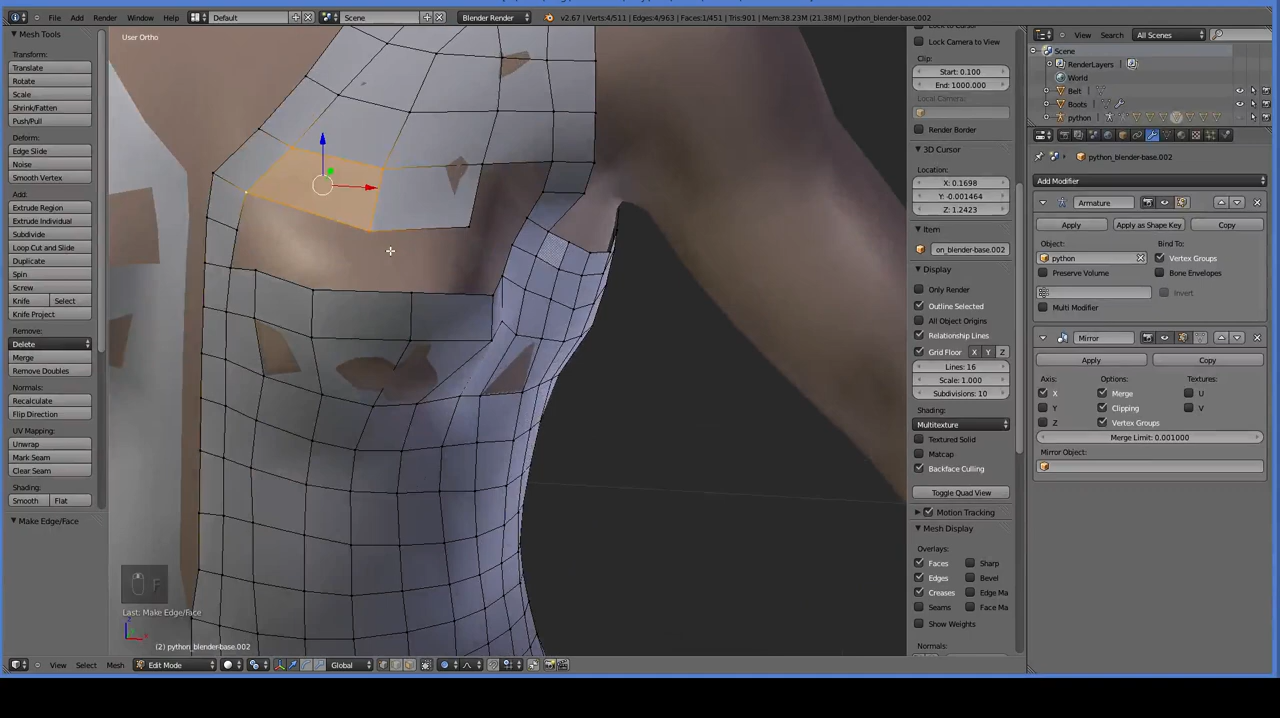 File Add Render Window Help Default Scene Blender Render v2.67 | Verts:4/511 | Edges:4/963 | Faces:1/451 | Tris:901 | Mem:38.23M (21.38M) | python_blender-base.002
Mesh Tools
Transform:
Translate
Rotate
Scale
Shrink/Fatten
Push/Pull
Deform:
Edge Slide
Noise
Smooth Vertex
Add:
Extrude Region
Extrude Individual
Subdivide
Loop Cut and Slide
Duplicate
Spin
Screw
Knife Select
Knife Project
Remove:
Delete
Merge
Remove Doubles
Normals:
Recalculate
Flip Direction
UV Mapping:
Unwrap
Mark Seam
Clear Seam
Shading:
Smooth Flat
Make Edge/Face
User Ortho
F
Last: Make Edge/Face
(2) python_blender-base.002
View Select Mesh Edit Mode Global
Lock Camera to View
Clip:
Start: 0.100
End: 1000.000
Local Camera:
Render Border
3D Cursor
Location:
X: 0.1698
Y: -0.001464
Z: 1.2423
Item
on_blender-base.002
Display
Only Render
Outline Selected
All Object Origins
Relationship Lines
Grid Floor X Y Z
Lines: 16
Scale: 1.000
Subdivisions: 10
Shading:
Multitexture
Textured Solid
Matcap
Backface Culling
Toggle Quad View
Motion Tracking
Mesh Display
Overlays:
Faces Sharp
Edges Bevel
Creases Edge Ma
Seams Face Ma
Show Weights
Normals:
View Search All Scenes
Scene
RenderLayers
World
Belt
Boots
python
python_blender-base.002
Add Modifier
Armature
Apply Apply as Shape Key Copy
Object: Bind To:
python Vertex Groups
Preserve Volume Bone Envelopes
Invert
Multi Modifier
Mirror
Apply Copy
Axis: Options: Textures:
X Merge U
Y Clipping V
Z Vertex Groups
Merge Limit: 0.001000
Mirror Object: